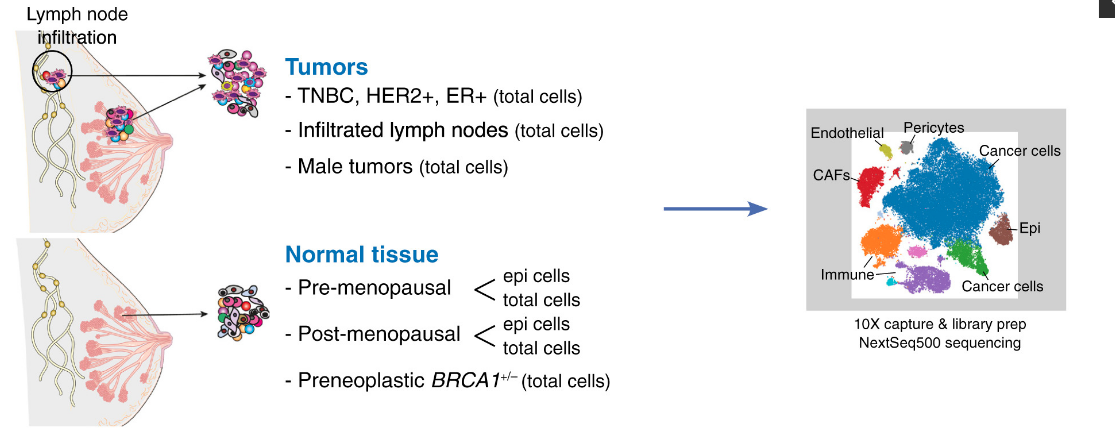 Lymph node
infiltration
Tumors
- TNBC, HER2+, ER+ (total cells)
- Infiltrated lymph nodes (total cells)
- Male tumors (total cells)
Normal tissue
- Pre-menopausal < epi cells
total cells
- Post-menopausal < epi cells
total cells
- Preneoplastic BRCA1+/– (total cells)
Endothelial
Pericytes
Cancer cells
CAFs
Epi
Immune
Cancer cells
10X capture & library prep
NextSeq500 sequencing